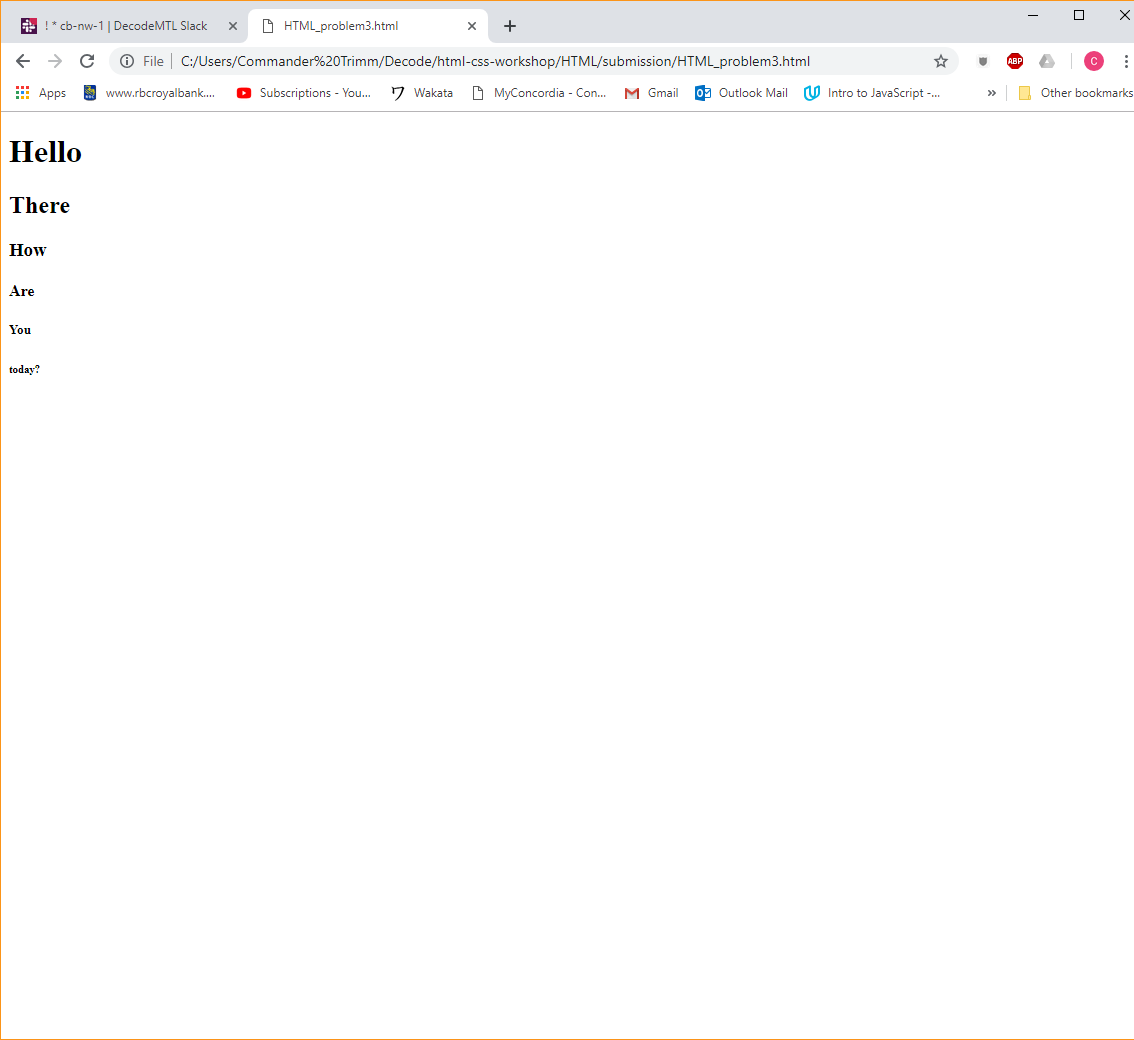 ! * cb-nw-1 | DecodeMTL Slack HTML_problem3.html
File C:/Users/Commander%20Trimm/Decode/html-css-workshop/HTML/submission/HTML_problem3.html ABP C
Apps www.rbcroyalbank.... Subscriptions - You... ワ Wakata MyConcordia - Con... Gmail Outlook Mail Intro to JavaScript -... » Other bookmarks
Hello
There
How
Are
You
today?